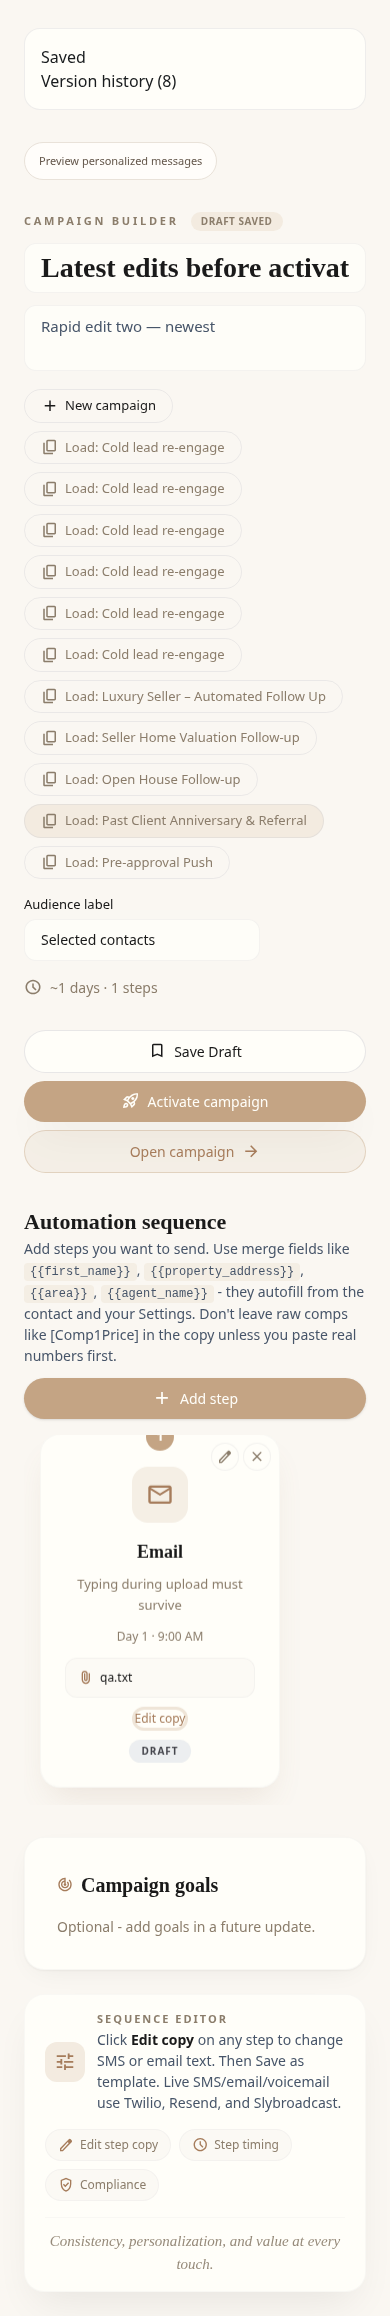 Saved
Version history (8)
Preview personalized messages
CAMPAIGN BUILDER DRAFT SAVED
Latest edits before activat
Rapid edit two — newest
New campaign
Load: Cold lead re-engage
Load: Cold lead re-engage
Load: Cold lead re-engage
Load: Cold lead re-engage
Load: Cold lead re-engage
Load: Cold lead re-engage
Load: Luxury Seller – Automated Follow Up
Load: Seller Home Valuation Follow-up
Load: Open House Follow-up
Load: Past Client Anniversary & Referral
Load: Pre-approval Push
Audience label
Selected contacts
~1 days · 1 steps
Save Draft
Activate campaign
Open campaign
Automation sequence
Add steps you want to send. Use merge fields like
{{first_name}} , {{property_address}} ,
{{area}} , {{agent_name}} - they autofill from the
contact and your Settings. Don't leave raw comps
like [Comp1Price] in the copy unless you paste real
numbers first.
Add step
Email
Typing during upload must
survive
Day 1 · 9:00 AM
qa.txt
Edit copy
DRAFT
Campaign goals
Optional - add goals in a future update.
SEQUENCE EDITOR
Click Edit copy on any step to change
SMS or email text. Then Save as
template. Live SMS/email/voicemail
use Twilio, Resend, and Slybroadcast.
Edit step copy Step timing
Compliance
Consistency, personalization, and value at every
touch.